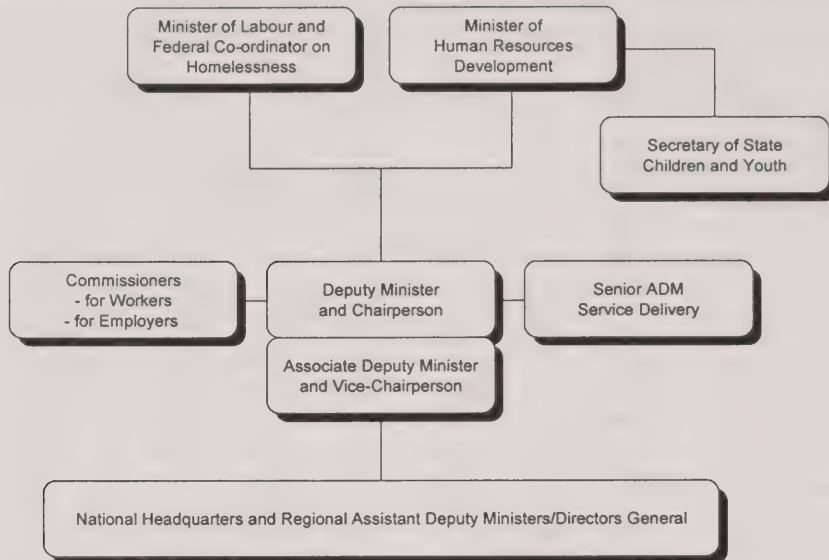 Minister of Labour and
Federal Co-ordinator on
Homelessness
Minister of
Human Resources
Development
Secretary of State
Children and Youth
Commissioners
- for Workers
- for Employers
Deputy Minister
and Chairperson
Senior ADM
Service Delivery
Associate Deputy Minister
and Vice-Chairperson
National Headquarters and Regional Assistant Deputy Ministers/Directors General